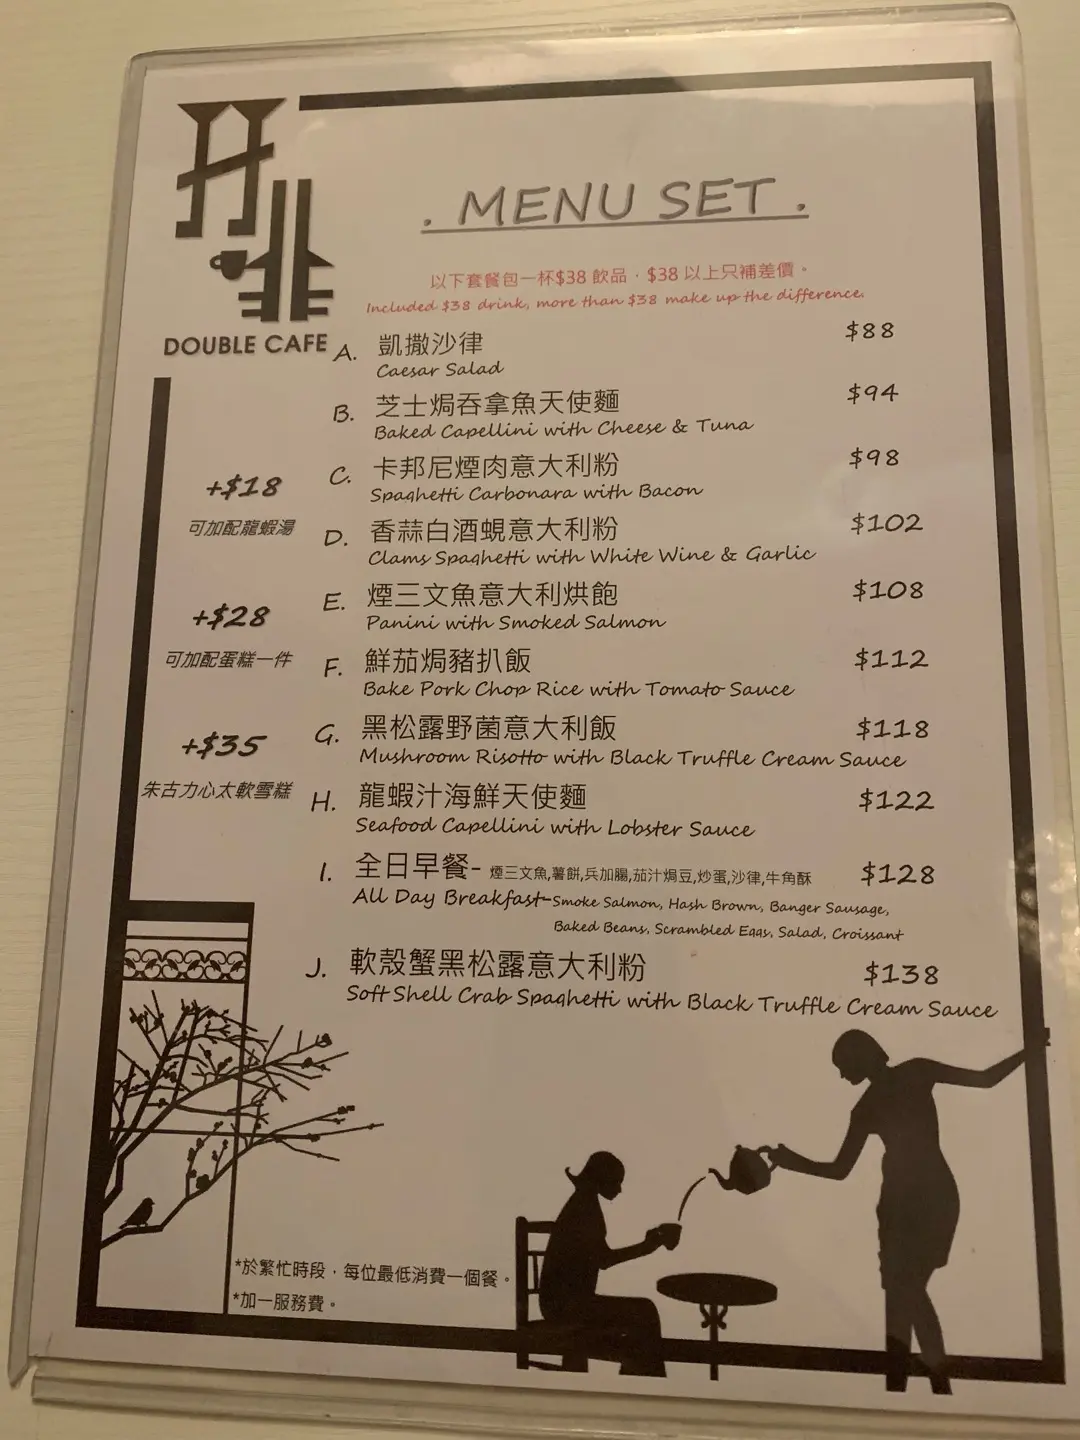 DOUBLE CAFE
. MENU SET .
以下套餐包一杯$38 飲品．$38 以上只補差價。
Included $38 drink, more than $38 make up the difference.
A. 凱撒沙律 $88
Caesar Salad
B. 芝士焗吞拿魚天使麵 $94
Baked Capellini with Cheese & Tuna
C. 卡邦尼煙肉意大利粉 $98
Spaghetti Carbonara with Bacon
D. 香蒜白酒蜆意大利粉 $102
Clams Spaghetti with White Wine & Garlic
E. 煙三文魚意大利烘飽 $108
Panini with Smoked Salmon
F. 鮮茄焗豬扒飯 $112
Bake Pork Chop Rice with Tomato Sauce
G. 黑松露野菌意大利飯 $118
Mushroom Risotto with Black Truffle Cream Sauce
H. 龍蝦汁海鮮天使麵 $122
Seafood Capellini with Lobster Sauce
I. 全日早餐- 煙三文魚,薯餅,兵加腸,茄汁焗豆,炒蛋,沙律,牛角酥 $128
All Day Breakfast-Smoke Salmon, Hash Brown, Banger Sausage,
Baked Beans, Scrambled Eggs, Salad, Croissant
J. 軟殼蟹黑松露意大利粉 $138
Soft Shell Crab Spaghetti with Black Truffle Cream Sauce
+$18
可加配龍蝦湯
+$28
可加配蛋糕一件
+$35
朱古力心太軟雪糕
*於繁忙時段，每位最低消費一個餐。
*加一服務費。